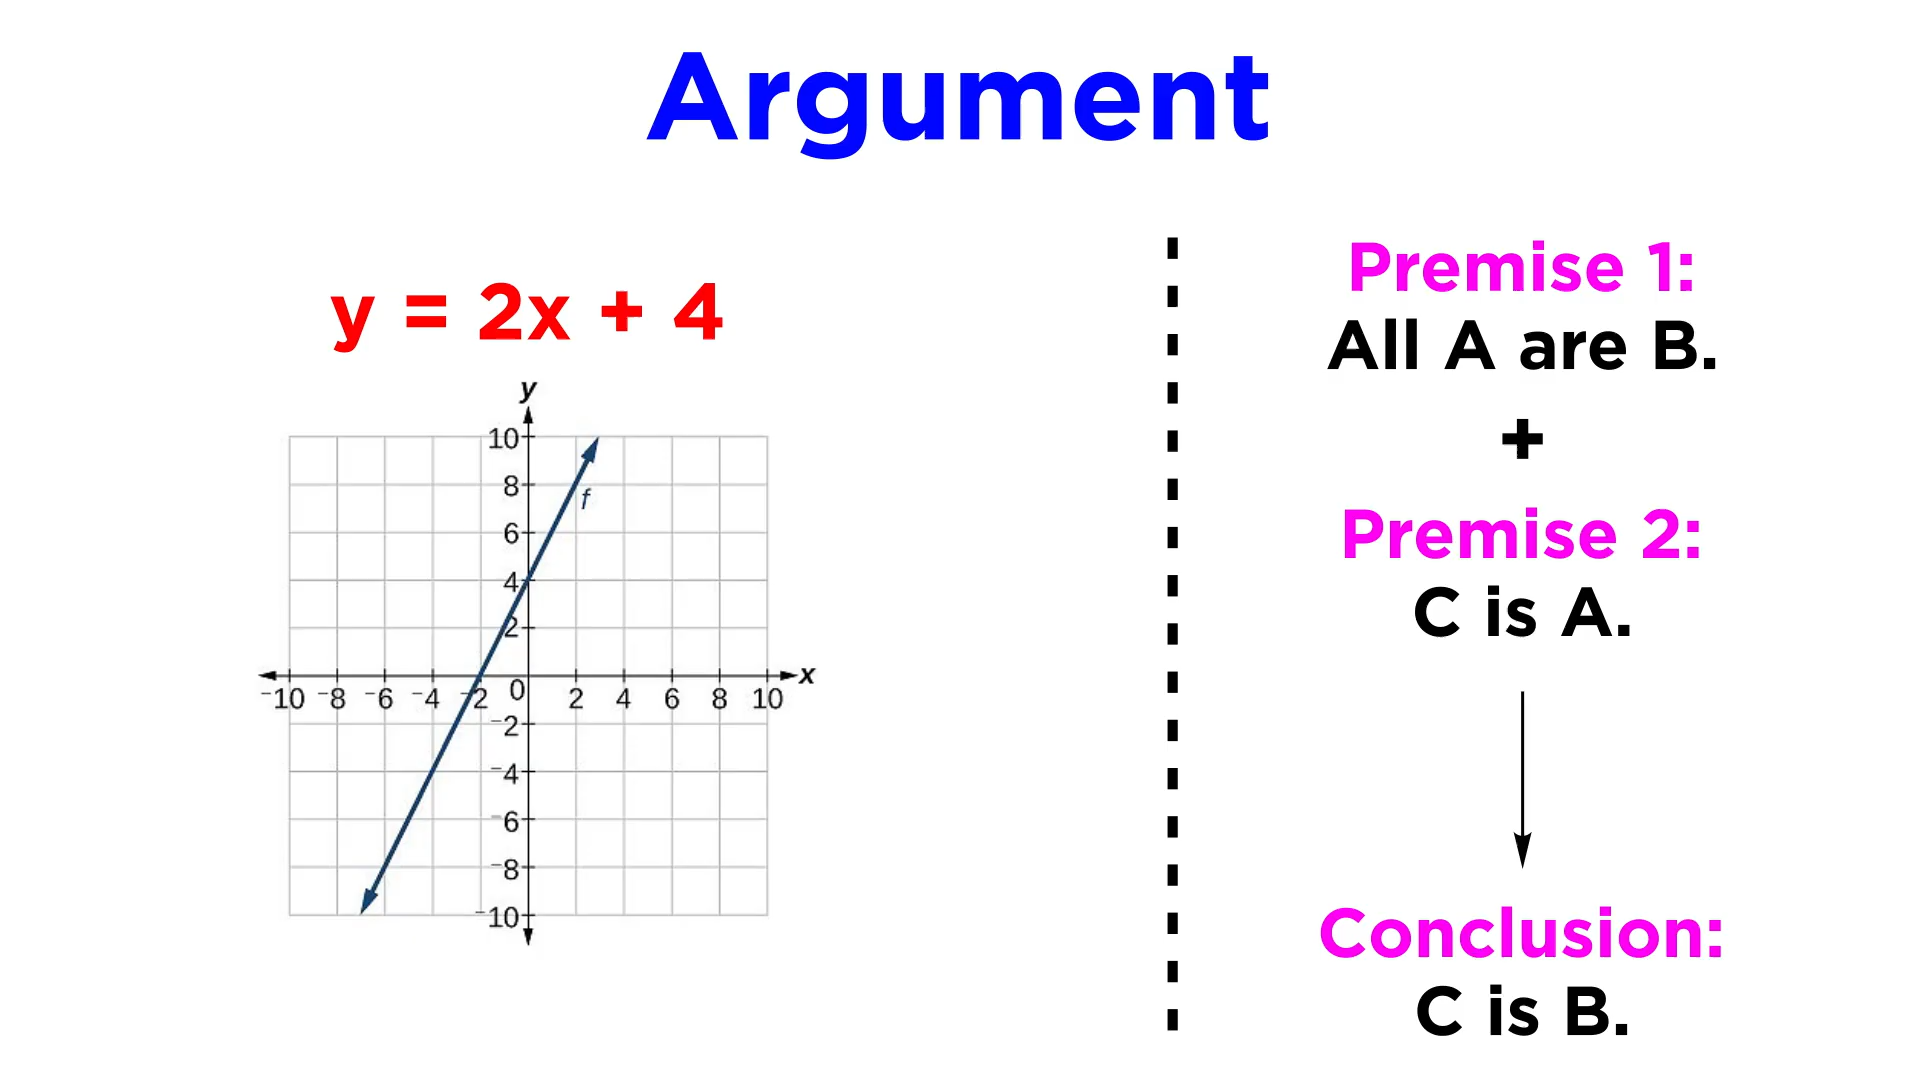 Argument
y = 2x + 4
y
10
8
f
6
4
2
x
-10 -8 -6 -4 -2 0 2 4 6 8 10
-2
-4
-6
-8
-10
Premise 1:
All A are B.
+
Premise 2:
C is A.
Conclusion:
C is B.